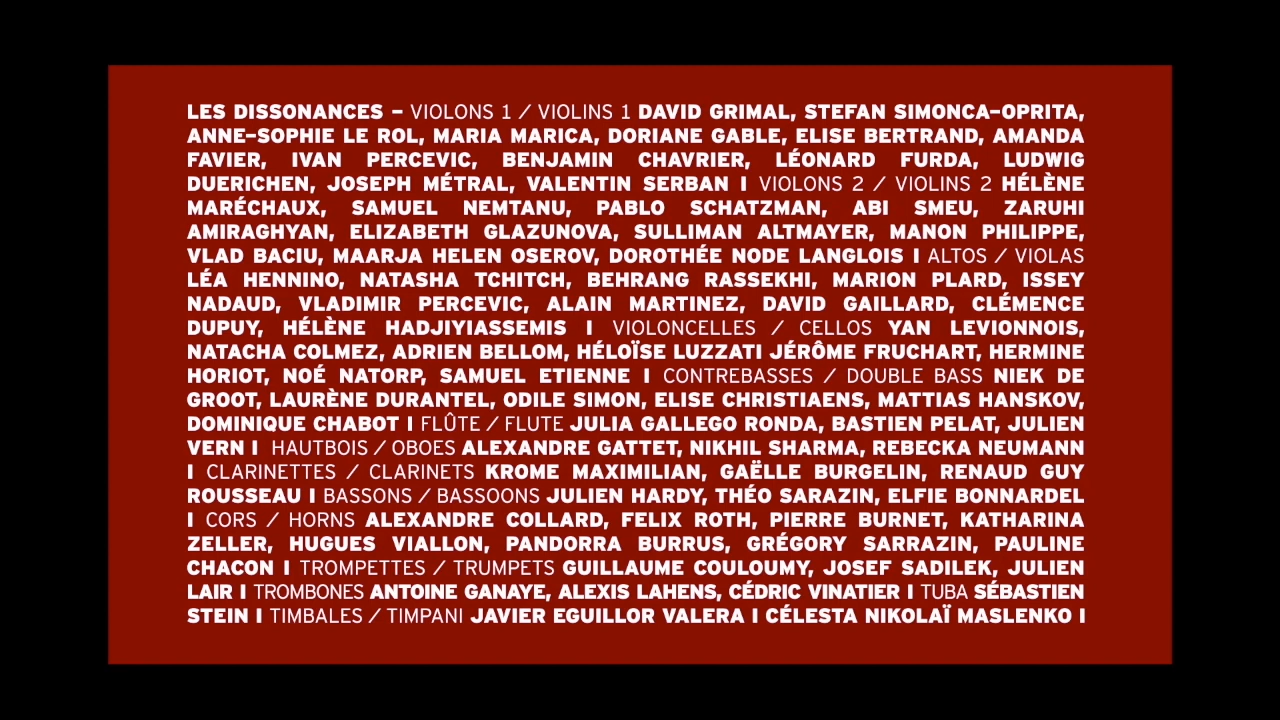 LES DISSONANCES – VIOLONS 1 / VIOLINS 1 DAVID GRIMAL, STEFAN SIMONCA–OPRITA,
ANNE–SOPHIE LE ROL, MARIA MARICA, DORIANE GABLE, ELISE BERTRAND, AMANDA
FAVIER, IVAN PERCEVIC, BENJAMIN CHAVRIER, LÉONARD FURDA, LUDWIG
DUERICHEN, JOSEPH MÉTRAL, VALENTIN SERBAN I VIOLONS 2 / VIOLINS 2 HÉLÈNE
MARÉCHAUX, SAMUEL NEMTANU, PABLO SCHATZMAN, ABI SMEU, ZARUHI
AMIRAGHYAN, ELIZABETH GLAZUNOVA, SULLIMAN ALTMAYER, MANON PHILIPPE,
VLAD BACIU, MAARJA HELEN OSEROV, DOROTHÉE NODE LANGLOIS I ALTOS / VIOLAS
LÉA HENNINO, NATASHA TCHITCH, BEHRANG RASSEKHI, MARION PLARD, ISSEY
NADAUD, VLADIMIR PERCEVIC, ALAIN MARTINEZ, DAVID GAILLARD, CLÉMENCE
DUPUY, HÉLÈNE HADJIYIASSEMIS I VIOLONCELLES / CELLOS YAN LEVIONNOIS,
NATACHA COLMEZ, ADRIEN BELLOM, HÉLOÏSE LUZZATI JÉRÔME FRUCHART, HERMINE
HORIOT, NOÉ NATORP, SAMUEL ETIENNE I CONTREBASSES / DOUBLE BASS NIEK DE
GROOT, LAURÈNE DURANTEL, ODILE SIMON, ELISE CHRISTIAENS, MATTIAS HANSKOV,
DOMINIQUE CHABOT I FLÛTE / FLUTE JULIA GALLEGO RONDA, BASTIEN PELAT, JULIEN
VERN I HAUTBOIS / OBOES ALEXANDRE GATTET, NIKHIL SHARMA, REBECKA NEUMANN
I CLARINETTES / CLARINETS KROME MAXIMILIAN, GAËLLE BURGELIN, RENAUD GUY
ROUSSEAU I BASSONS / BASSOONS JULIEN HARDY, THÉO SARAZIN, ELFIE BONNARDEL
I CORS / HORNS ALEXANDRE COLLARD, FELIX ROTH, PIERRE BURNET, KATHARINA
ZELLER, HUGUES VIALLON, PANDORRA BURRUS, GRÉGORY SARRAZIN, PAULINE
CHACON I TROMPETTES / TRUMPETS GUILLAUME COULOUMY, JOSEF SADILEK, JULIEN
LAIR I TROMBONES ANTOINE GANAYE, ALEXIS LAHENS, CÉDRIC VINATIER I TUBA SÉBASTIEN
STEIN I TIMBALES / TIMPANI JAVIER EGUILLOR VALERA I CÉLESTA NIKOLAÏ MASLENKO I